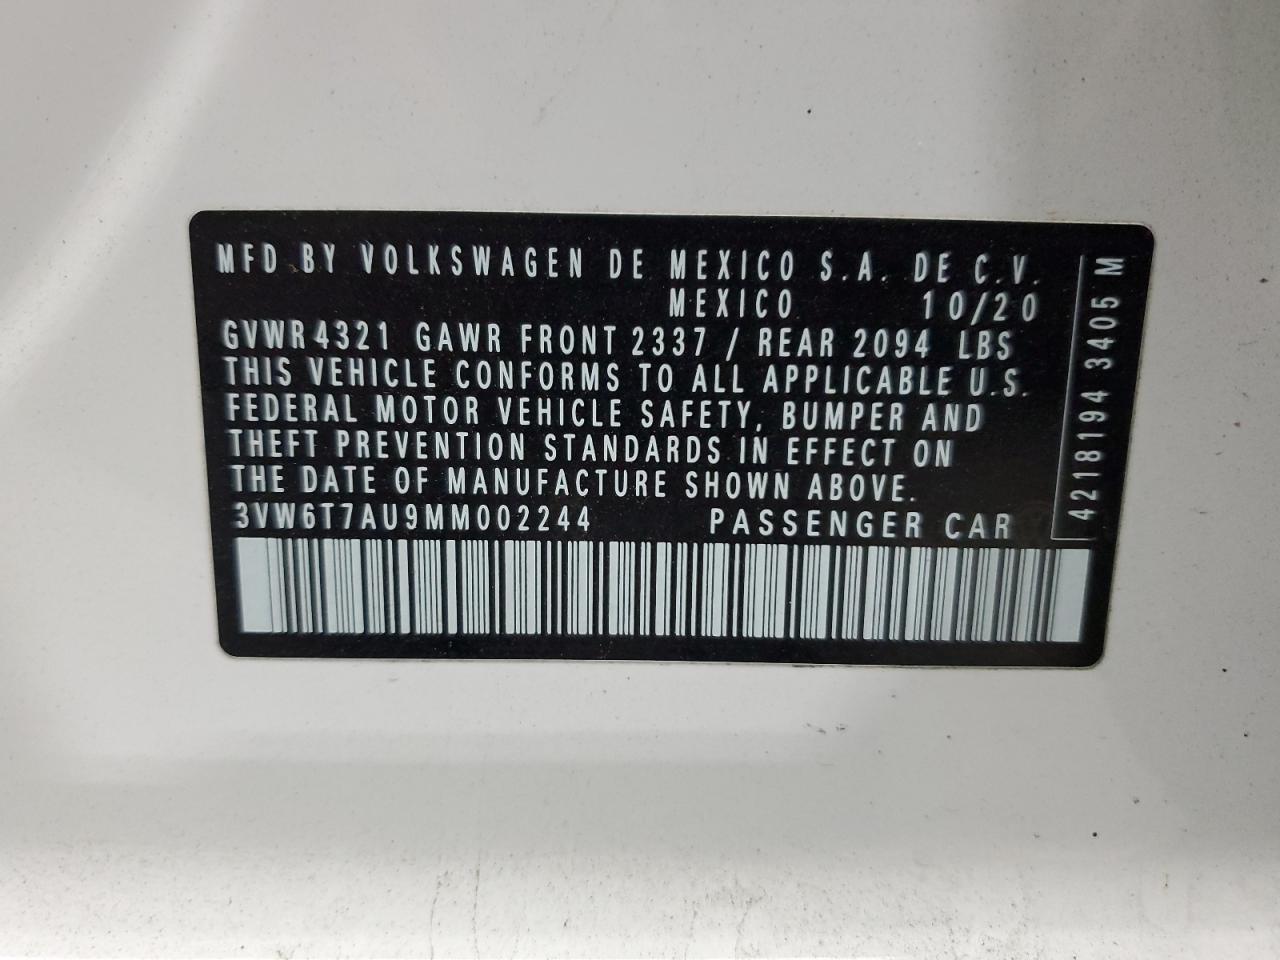 MFD BY VOLKSWAGEN DE MEXICO S.A. DE C.V.
MEXICO 10/20
GVWR 4321 GAWR FRONT 2337 / REAR 2094 LBS
THIS VEHICLE CONFORMS TO ALL APPLICABLE U.S.
FEDERAL MOTOR VEHICLE SAFETY, BUMPER AND
THEFT PREVENTION STANDARDS IN EFFECT ON
THE DATE OF MANUFACTURE SHOWN ABOVE.
3VW6T7AU9MM002244 PASSENGER CAR
4218194 3405 M